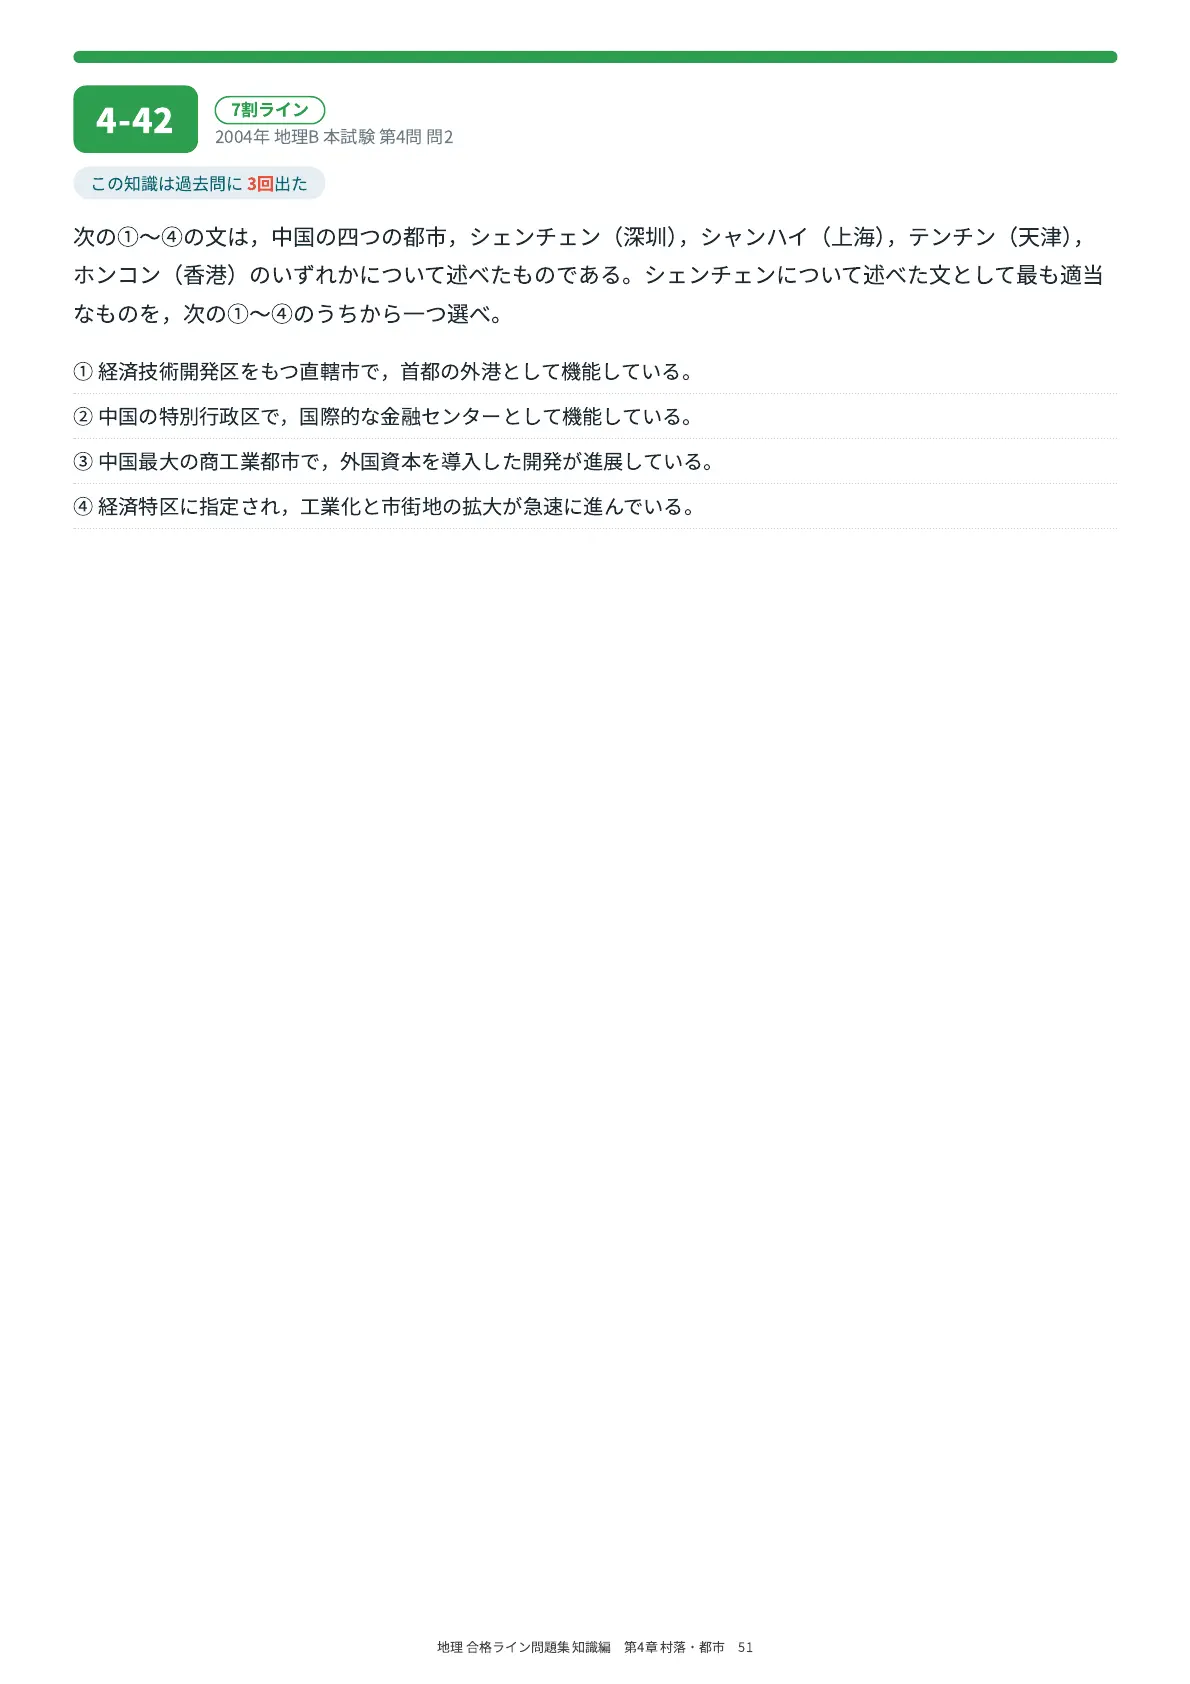 4-42
7割ライン
2004年 地理B 本試験 第4問 問2
この知識は過去問に 3回出た
次の①～④の文は，中国の四つの都市，シェンチェン（深圳），シャンハイ（上海），テンチン（天津），
ホンコン（香港）のいずれかについて述べたものである。シェンチェンについて述べた文として最も適当
なものを，次の①～④のうちから一つ選べ。
① 経済技術開発区をもつ直轄市で，首都の外港として機能している。
② 中国の特別行政区で，国際的な金融センターとして機能している。
③ 中国最大の商工業都市で，外国資本を導入した開発が進展している。
④ 経済特区に指定され，工業化と市街地の拡大が急速に進んでいる。
地理 合格ライン問題集 知識編　第4章 村落・都市　51